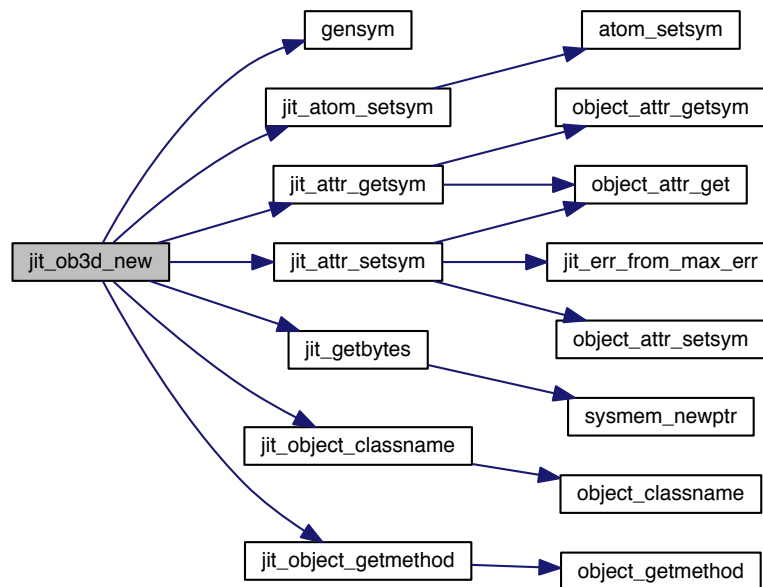 jit_ob3d_new
gensym
jit_atom_setsym
jit_attr_getsym
jit_attr_setsym
jit_getbytes
jit_object_classname
jit_object_getmethod
atom_setsym
object_attr_getsym
object_attr_get
jit_err_from_max_err
object_attr_setsym
sysmem_newptr
object_classname
object_getmethod